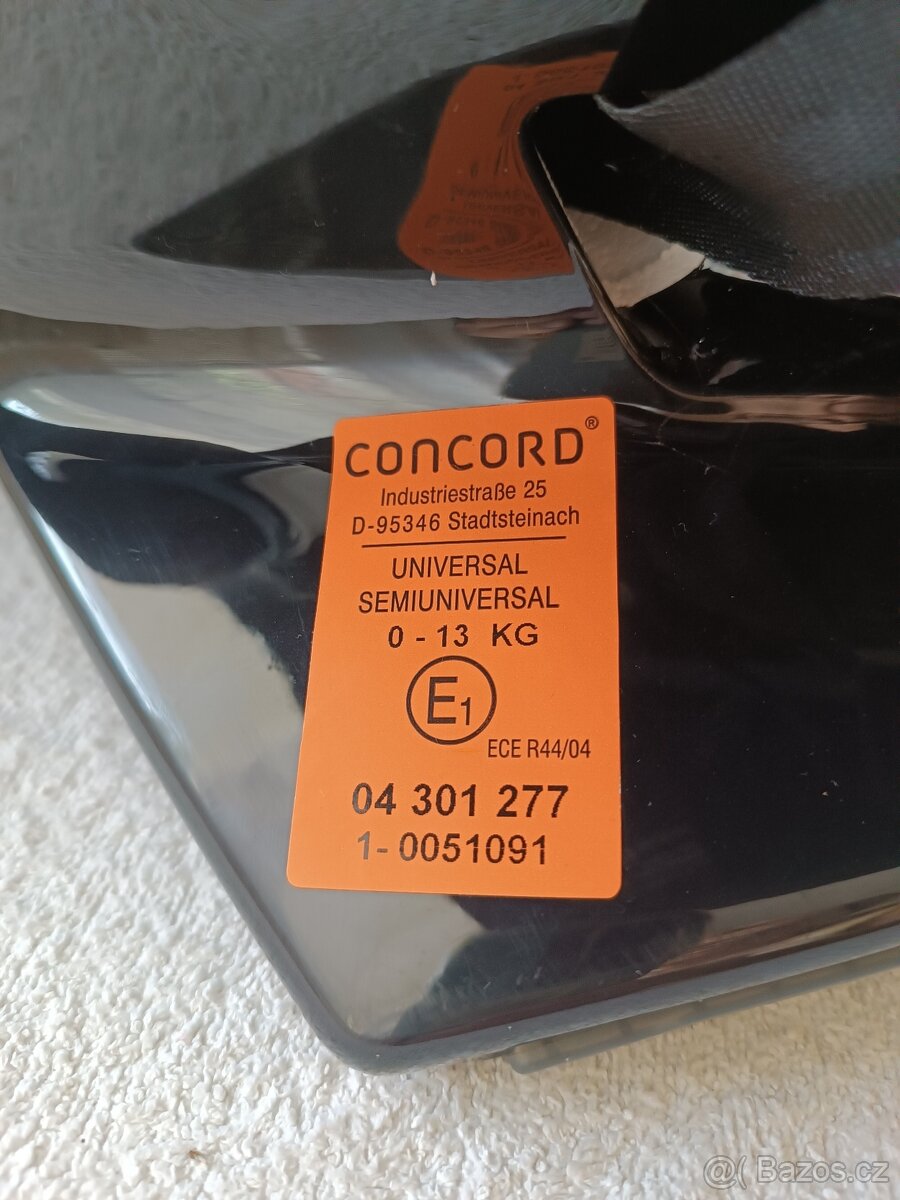 CONCORD®
Industriestraße 25
D-95346 Stadtsteinach
UNIVERSAL
SEMIUNIVERSAL
0 - 13 KG
E1
ECE R44/04
04 301 277
1- 0051091
@( Bazos.cz